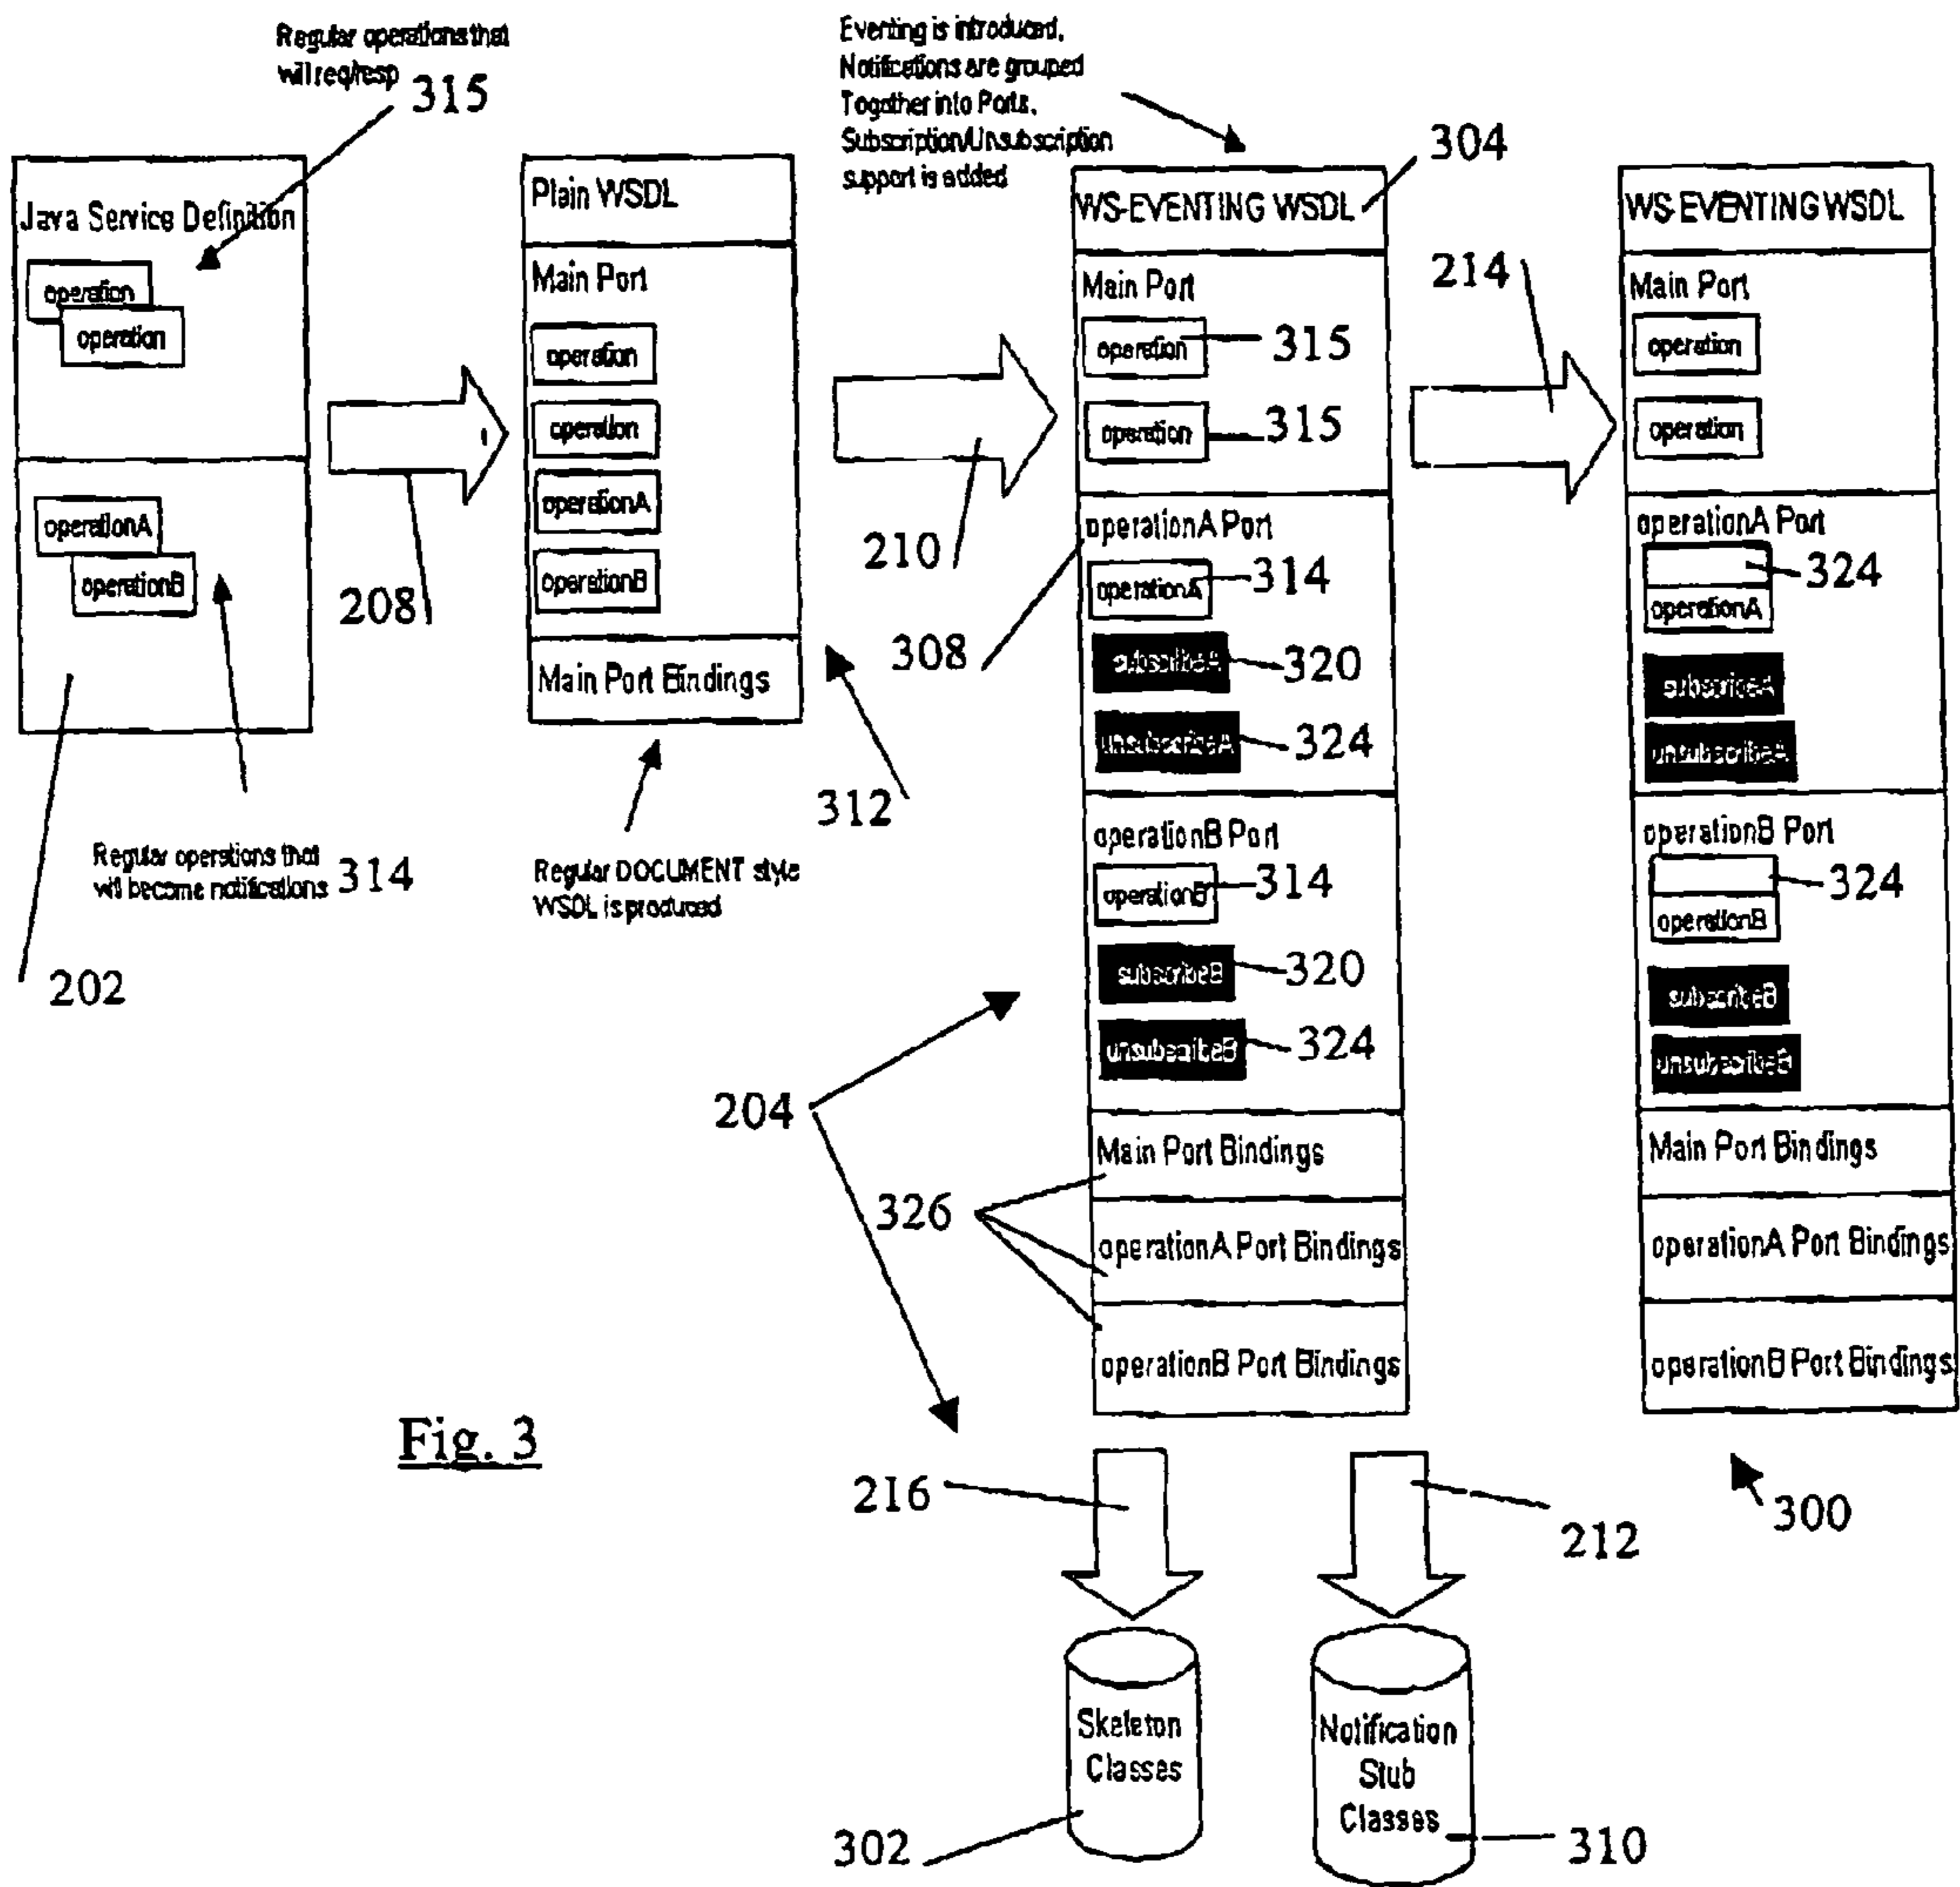 Regular operations that
will req/resp
315
Eventing is introduced,
Notifications are grouped
Together into Ports,
Subscription/Unsubscription
support is added
304
Java Service Definition
operation
operation
operationA
operationB
208
Regular operations that
will become notifications
314
202
Plain WSDL
Main Port
operation
operation
operationA
operationB
Main Port Bindings
312
Regular DOCUMENT style
WSDL is produced
210
WS-EVENTING WSDL
Main Port
operation
315
operation
315
operationA Port
308
operationA
314
subscribeA
320
unsubscribeA
324
operationB Port
operationB
314
subscribeB
320
unsubscribeB
324
204
Main Port Bindings
326
operationA Port Bindings
operationB Port Bindings
214
WS-EVENTING WSDL
Main Port
operation
operation
operationA Port
324
operationA
subscribeA
unsubscribeA
operationB Port
324
operationB
subscribeB
unsubscribeB
Main Port Bindings
operationA Port Bindings
operationB Port Bindings
300
Fig. 3
216
212
Skeleton
Classes
302
Notification
Stub
Classes
310